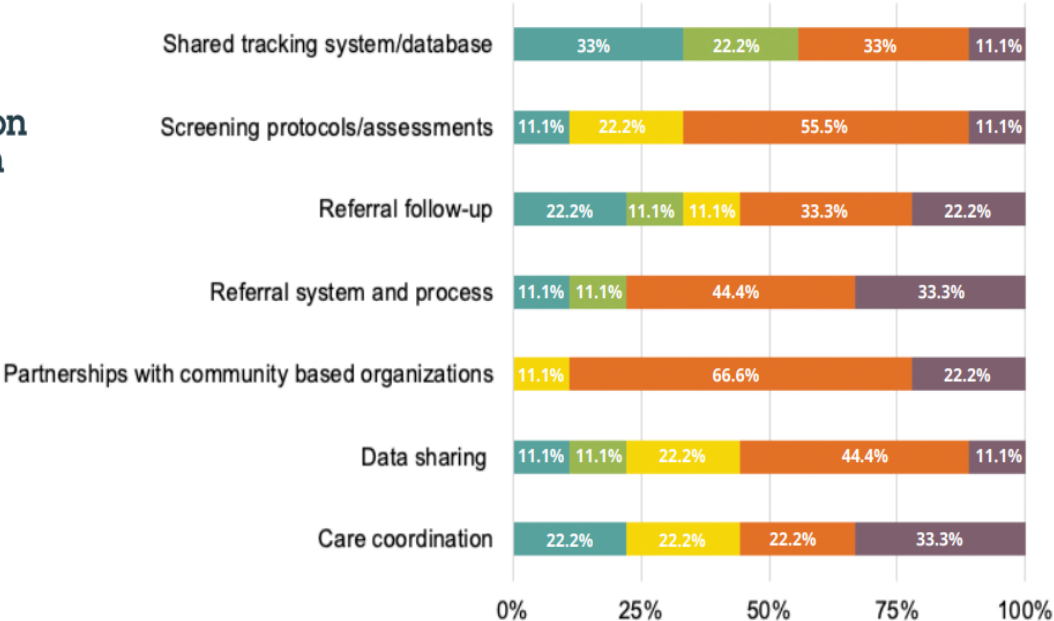 Shared tracking system/database 33% 22.2% 33% 11.1%
on
Screening protocols/assessments 11.1% 22.2% 55.5% 11.1%
Referral follow-up 22.2% 11.1% 11.1% 33.3% 22.2%
Referral system and process 11.1% 11.1% 44.4% 33.3%
Partnerships with community based organizations 11.1% 66.6% 22.2%
Data sharing 11.1% 11.1% 22.2% 44.4% 11.1%
Care coordination 22.2% 22.2% 22.2% 33.3%
0% 25% 50% 75% 100%